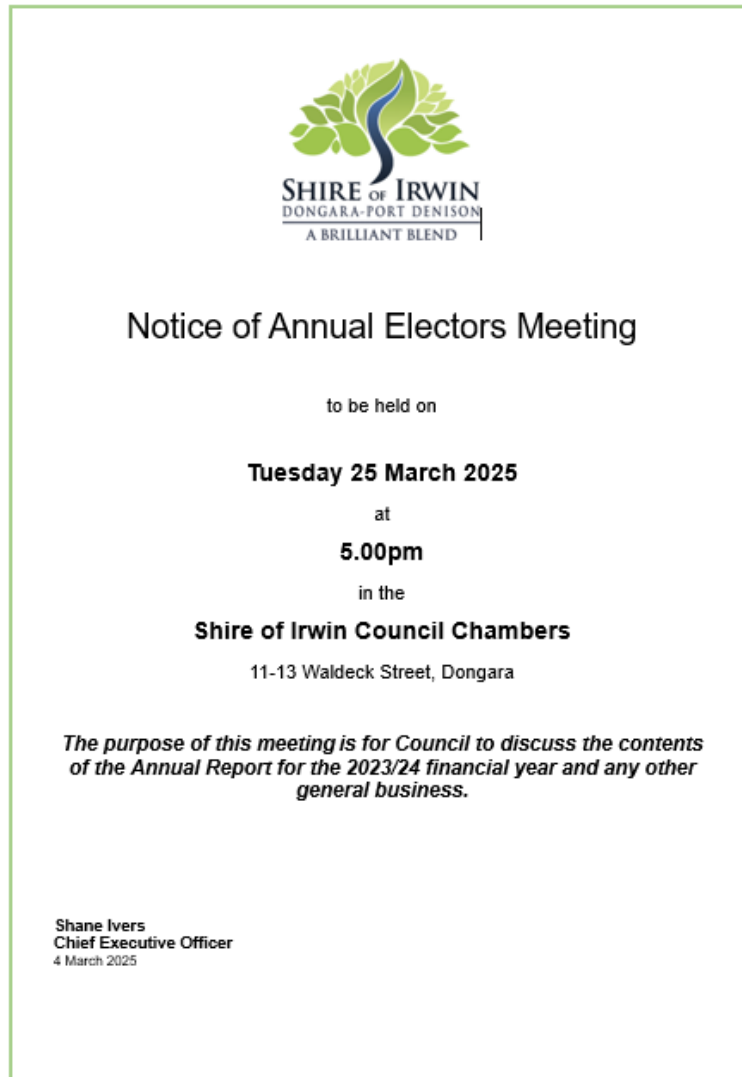 SHIRE OF IRWIN
DONGARA-PORT DENISON
A BRILLIANT BLEND
Notice of Annual Electors Meeting
to be held on
Tuesday 25 March 2025
at
5.00pm
in the
Shire of Irwin Council Chambers
11-13 Waldeck Street, Dongara
The purpose of this meeting is for Council to discuss the contents
of the Annual Report for the 2023/24 financial year and any other
general business.
Shane Ivers
Chief Executive Officer
4 March 2025